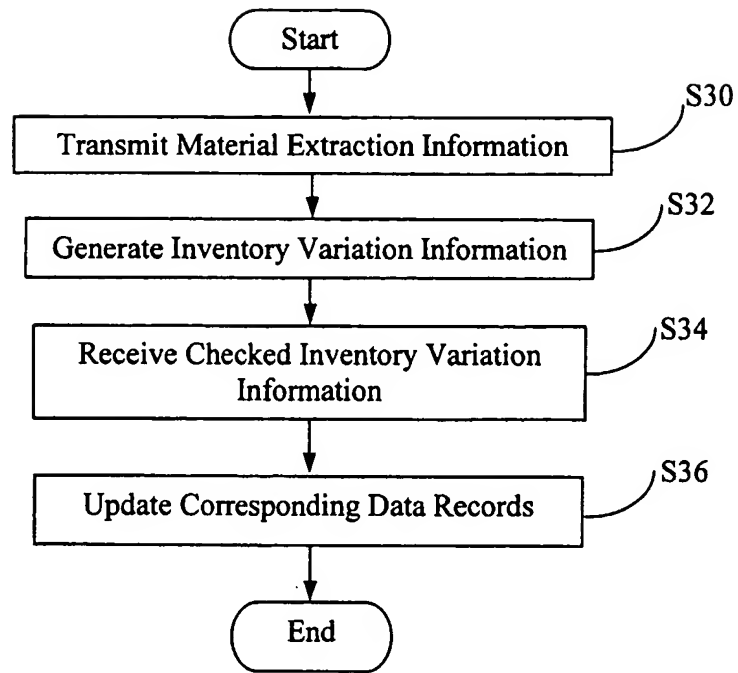 Start
S30
Transmit Material Extraction Information
S32
Generate Inventory Variation Information
S34
Receive Checked Inventory Variation
Information
S36
Update Corresponding Data Records
End